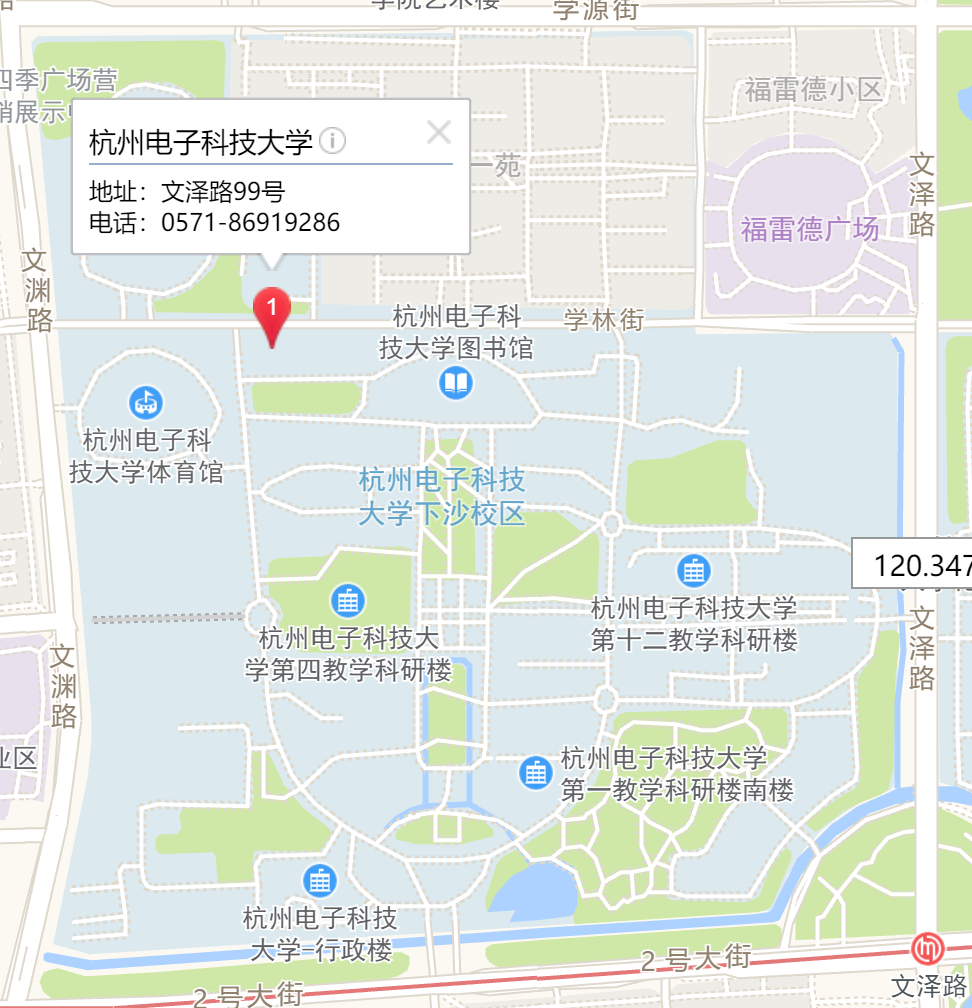 学院艺术楼
学源街
四季广场营
销展示中
福雷德小区
杭州电子科技大学
地址：文泽路99号
电话：0571-86919286
一苑
文泽路
福雷德广场
文渊路
学林街
杭州电子科
技大学图书馆
杭州电子科
技大学体育馆
杭州电子科技
大学下沙校区
1
120.347
杭州电子科技大学
第十二教学科研楼
杭州电子科技大
学第四教学科研楼
文泽路
文渊路
业区
杭州电子科技大学
第一教学科研楼南楼
杭州电子科技
大学-行政楼
2号大街
2号大街
文泽路